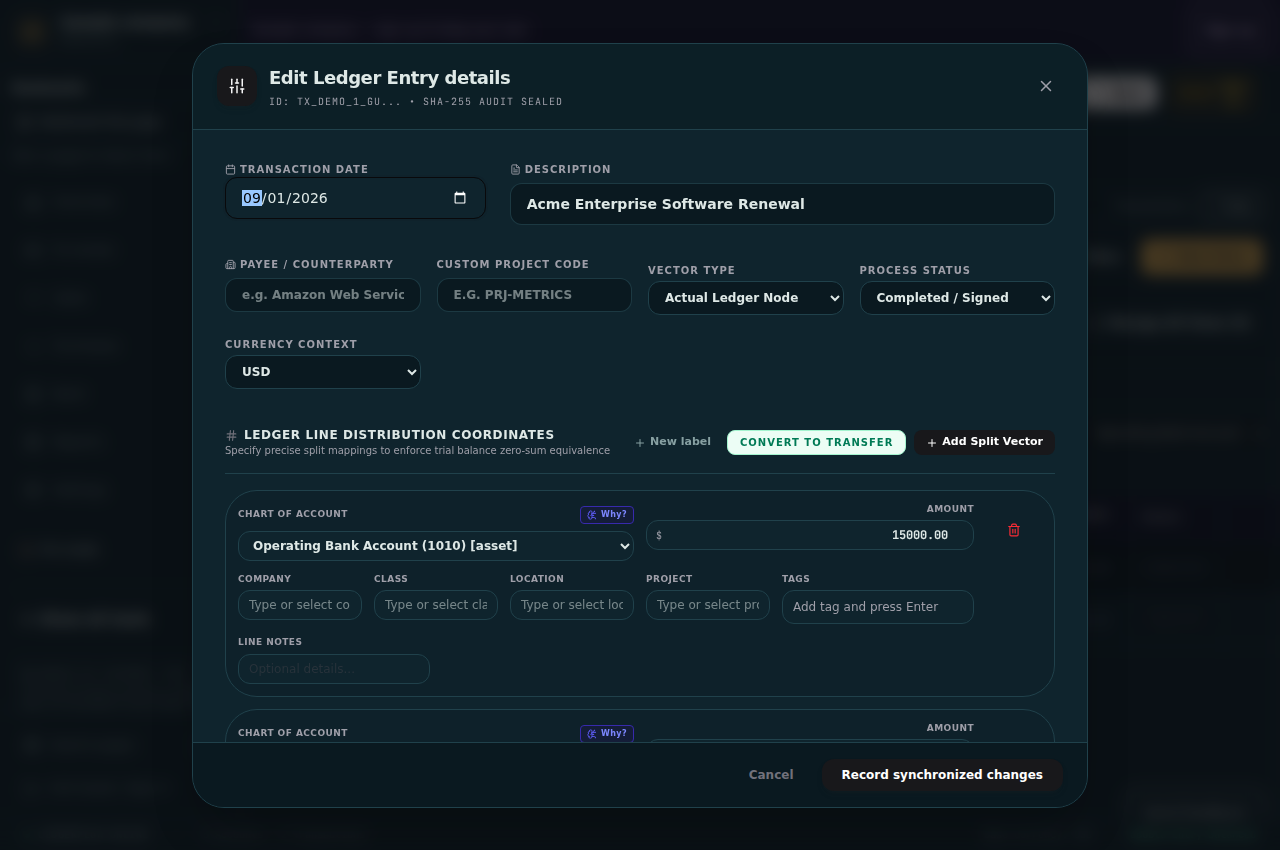 Edit Ledger Entry details
ID: TX_DEMO_1_GU... • SHA-255 AUDIT SEALED
TRANSACTION DATE
DESCRIPTION
09/01/2026
Acme Enterprise Software Renewal
PAYEE / COUNTERPARTY
CUSTOM PROJECT CODE
VECTOR TYPE
PROCESS STATUS
e.g. Amazon Web Servic
E.G. PRJ-METRICS
Actual Ledger Node
Completed / Signed
CURRENCY CONTEXT
USD
LEDGER LINE DISTRIBUTION COORDINATES
Specify precise split mappings to enforce trial balance zero-sum equivalence
New label
CONVERT TO TRANSFER
Add Split Vector
CHART OF ACCOUNT
Why?
AMOUNT
Operating Bank Account (1010) [asset]
$ 15000.00
COMPANY
CLASS
LOCATION
PROJECT
TAGS
Type or select co
Type or select cla
Type or select loc
Type or select pro
Add tag and press Enter
LINE NOTES
Optional details...
CHART OF ACCOUNT
Why?
AMOUNT
Cancel
Record synchronized changes